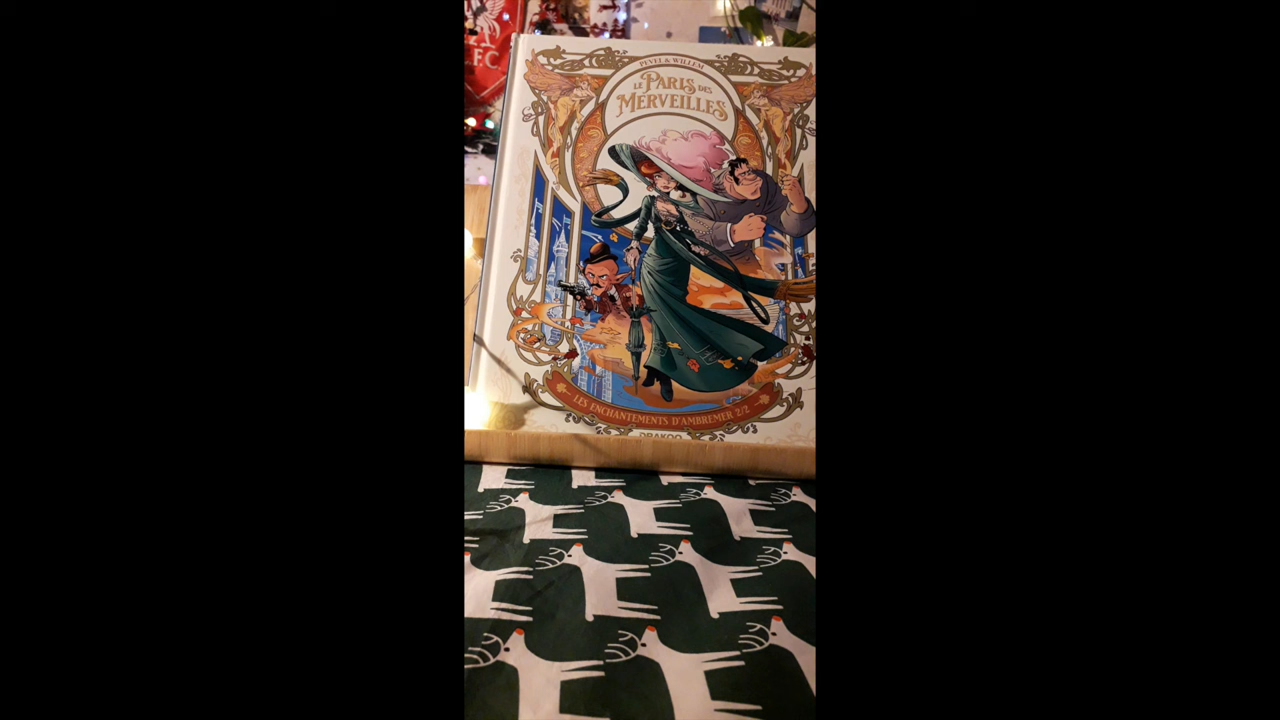 F.C.
PEVEL & WILLEM
LE PARIS DES
MERVEILLES
LES ENCHANTEMENTS D'AMBREMER 2/2
DRAKOO